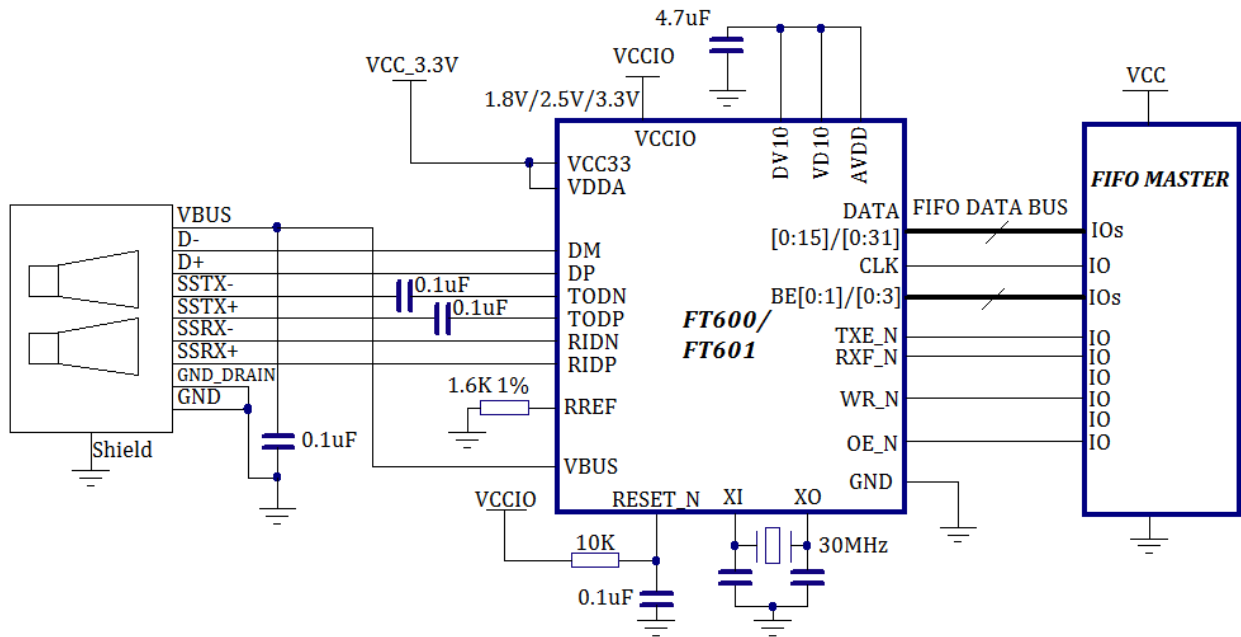 4.7uF
VCC_3.3V
VCCIO
VCC
1.8V/2.5V/3.3V
VCCIO
DV10
VD10
AVDD
VCC33
VDDA
FIFO MASTER
VBUS
D-
D+
SSTX-
SSTX+
SSRX-
SSRX+
GND_DRAIN
GND
Shield
0.1uF
0.1uF
0.1uF
DM
DP
TODN
TODP
RIDN
RIDP
1.6K 1%
RREF
VBUS
FT600/
FT601
DATA
[0:15]/[0:31]
CLK
BE[0:1]/[0:3]
TXE_N
RXF_N
WR_N
OE_N
GND
FIFO DATA BUS
IOs
IO
IOs
IO
IO
IO
IO
IO
IO
VCCIO
RESET_N
XI
XO
10K
0.1uF
30MHz